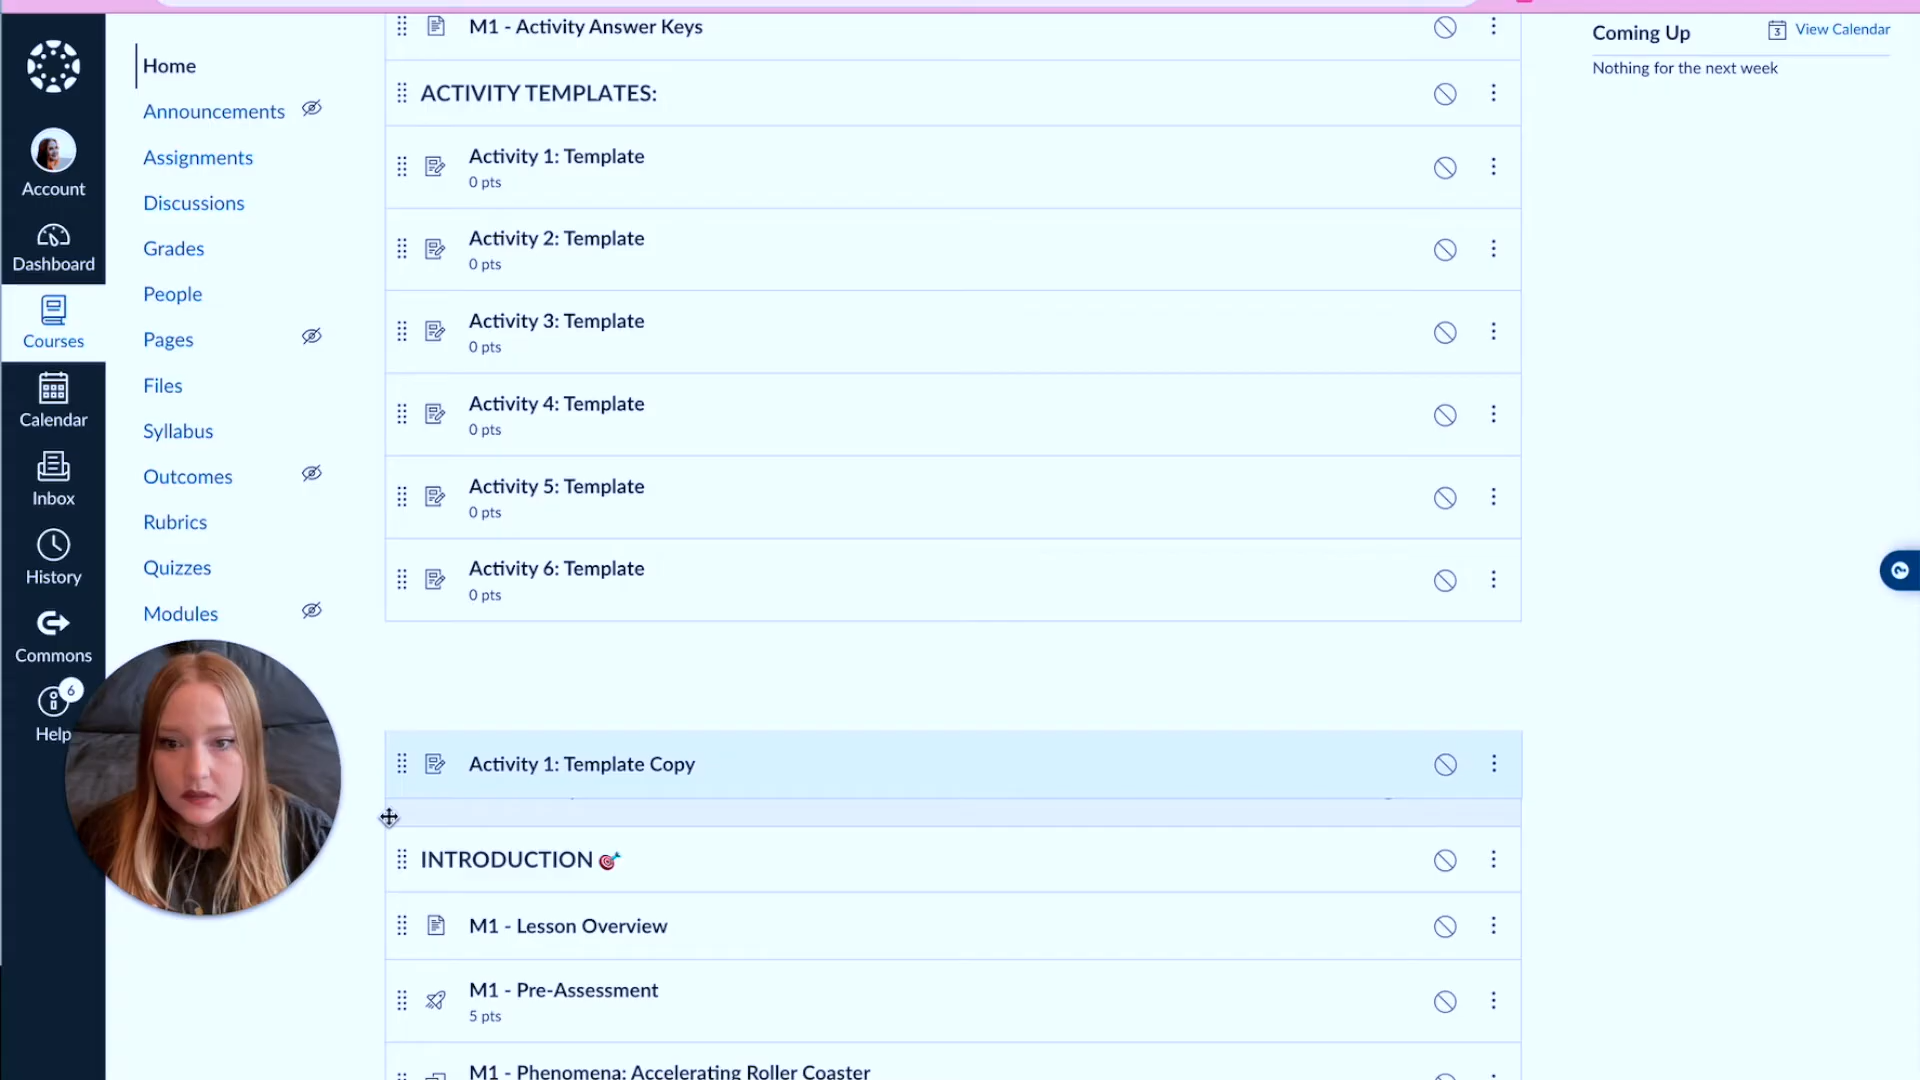 Account
Dashboard
Courses
Calendar
Inbox
History
Commons
6
Help
Home
Announcements
Assignments
Discussions
Grades
People
Pages
Files
Syllabus
Outcomes
Rubrics
Quizzes
Modules
M1 - Activity Answer Keys
ACTIVITY TEMPLATES:
Activity 1: Template
0 pts
Activity 2: Template
0 pts
Activity 3: Template
0 pts
Activity 4: Template
0 pts
Activity 5: Template
0 pts
Activity 6: Template
0 pts
Activity 1: Template Copy
INTRODUCTION
M1 - Lesson Overview
M1 - Pre-Assessment
5 pts
M1 - Phenomena: Accelerating Roller Coaster
Coming Up
3
View Calendar
Nothing for the next week